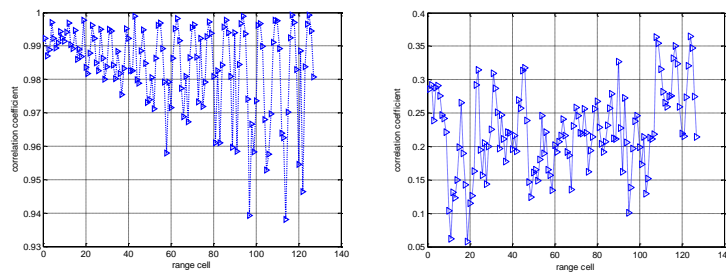 1
0.99
0.98
0.97
0.96
0.95
0.94
0.93
correlation coefficient
0 20 40 60 80 100 120 140
range cell
0.4
0.35
0.3
0.25
0.2
0.15
0.1
0.05
correlation coefficient
0 20 40 60 80 100 120 140
range cell